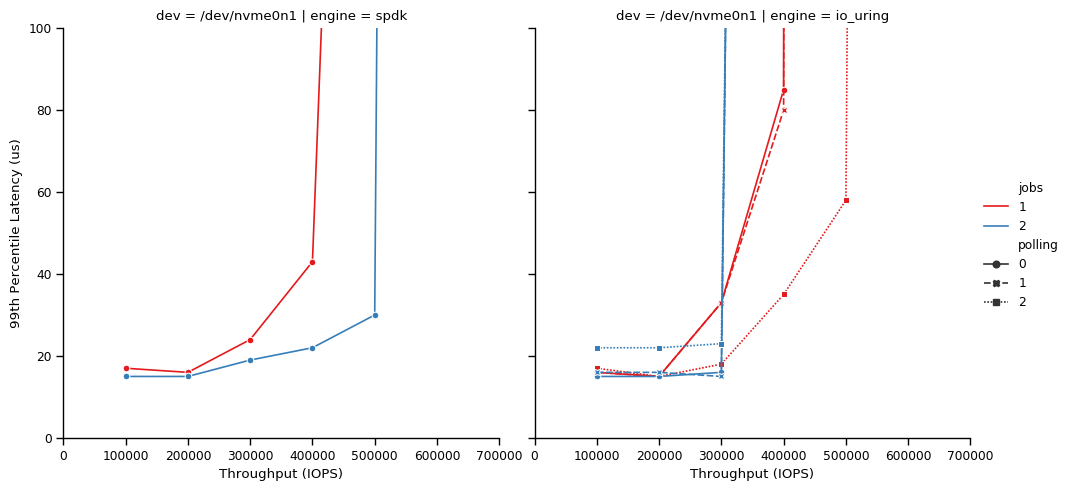 dev = /dev/nvme0n1 | engine = spdk
dev = /dev/nvme0n1 | engine = io_uring
99th Percentile Latency (us)
100
80
60
40
20
0
0 100000 200000 300000 400000 500000 600000 700000
Throughput (IOPS)
0 100000 200000 300000 400000 500000 600000 700000
Throughput (IOPS)
jobs
1
2
polling
0
1
2